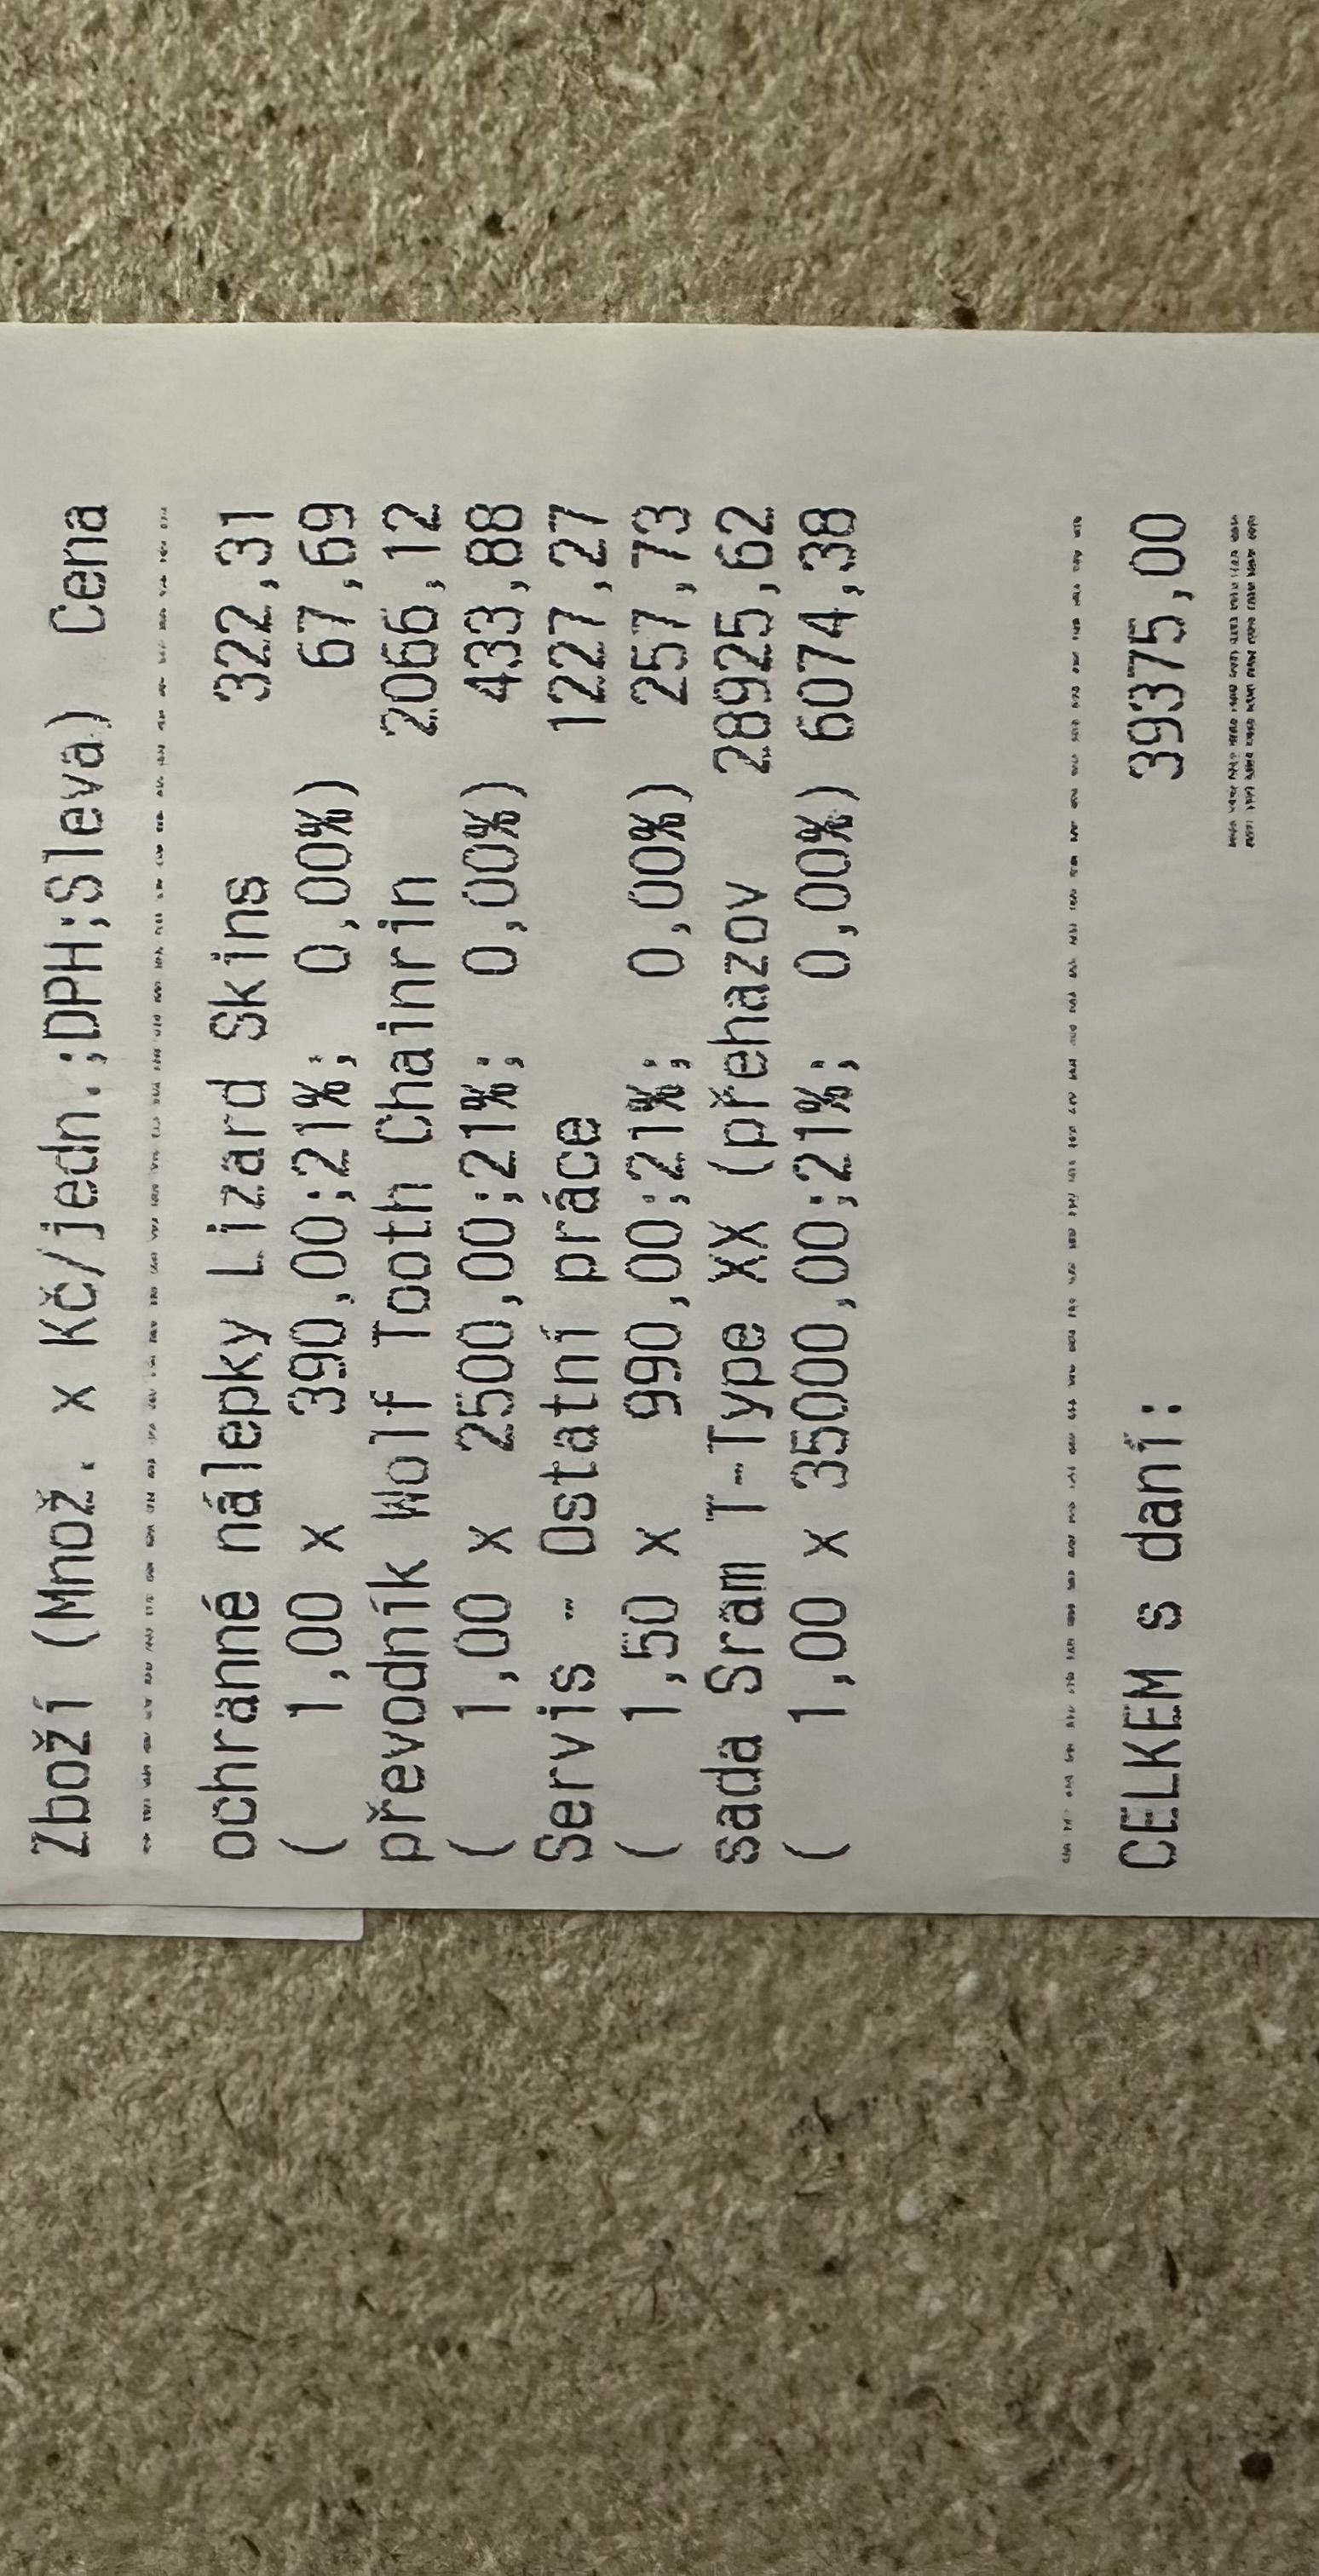 Zboží (Množ. x Kč/jedn.;DPH;Sleva) Cena
ochranné nálepky Lizard Skins 322,31
( 1,00 x 390,00;21%; 0,00%) 67,69
převodník Wolf Tooth Chainrin 2066,12
( 1,00 x 2500,00;21%; 0,00%) 433,88
Servis - Ostatní práce 1227,27
( 1,50 x 990,00;21%; 0,00%) 257,73
sada Sram T-Type XX (přehazov 28925,62
( 1,00 x 35000,00;21%; 0,00%) 6074,38
CELKEM s daní: 39375,00